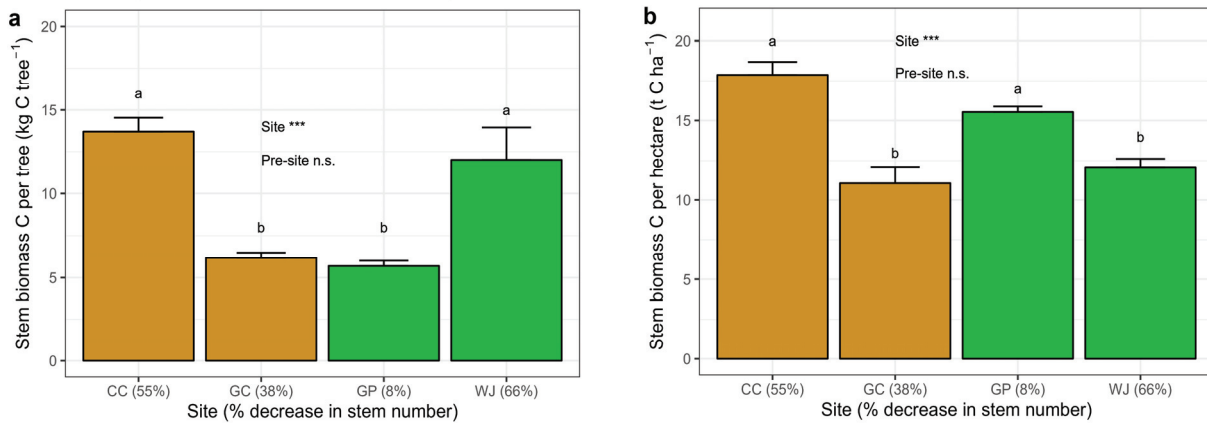 a
Stem biomass C per tree (kg C tree⁻¹)
20
15
10
5
0
a
b
b
a
Site ***
Pre-site n.s.
CC (55%)
GC (38%)
GP (8%)
WJ (66%)
Site (% decrease in stem number)
b
Stem biomass C per hectare (t C ha⁻¹)
20
15
10
5
0
a
b
a
b
Site ***
Pre-site n.s.
CC (55%)
GC (38%)
GP (8%)
WJ (66%)
Site (% decrease in stem number)